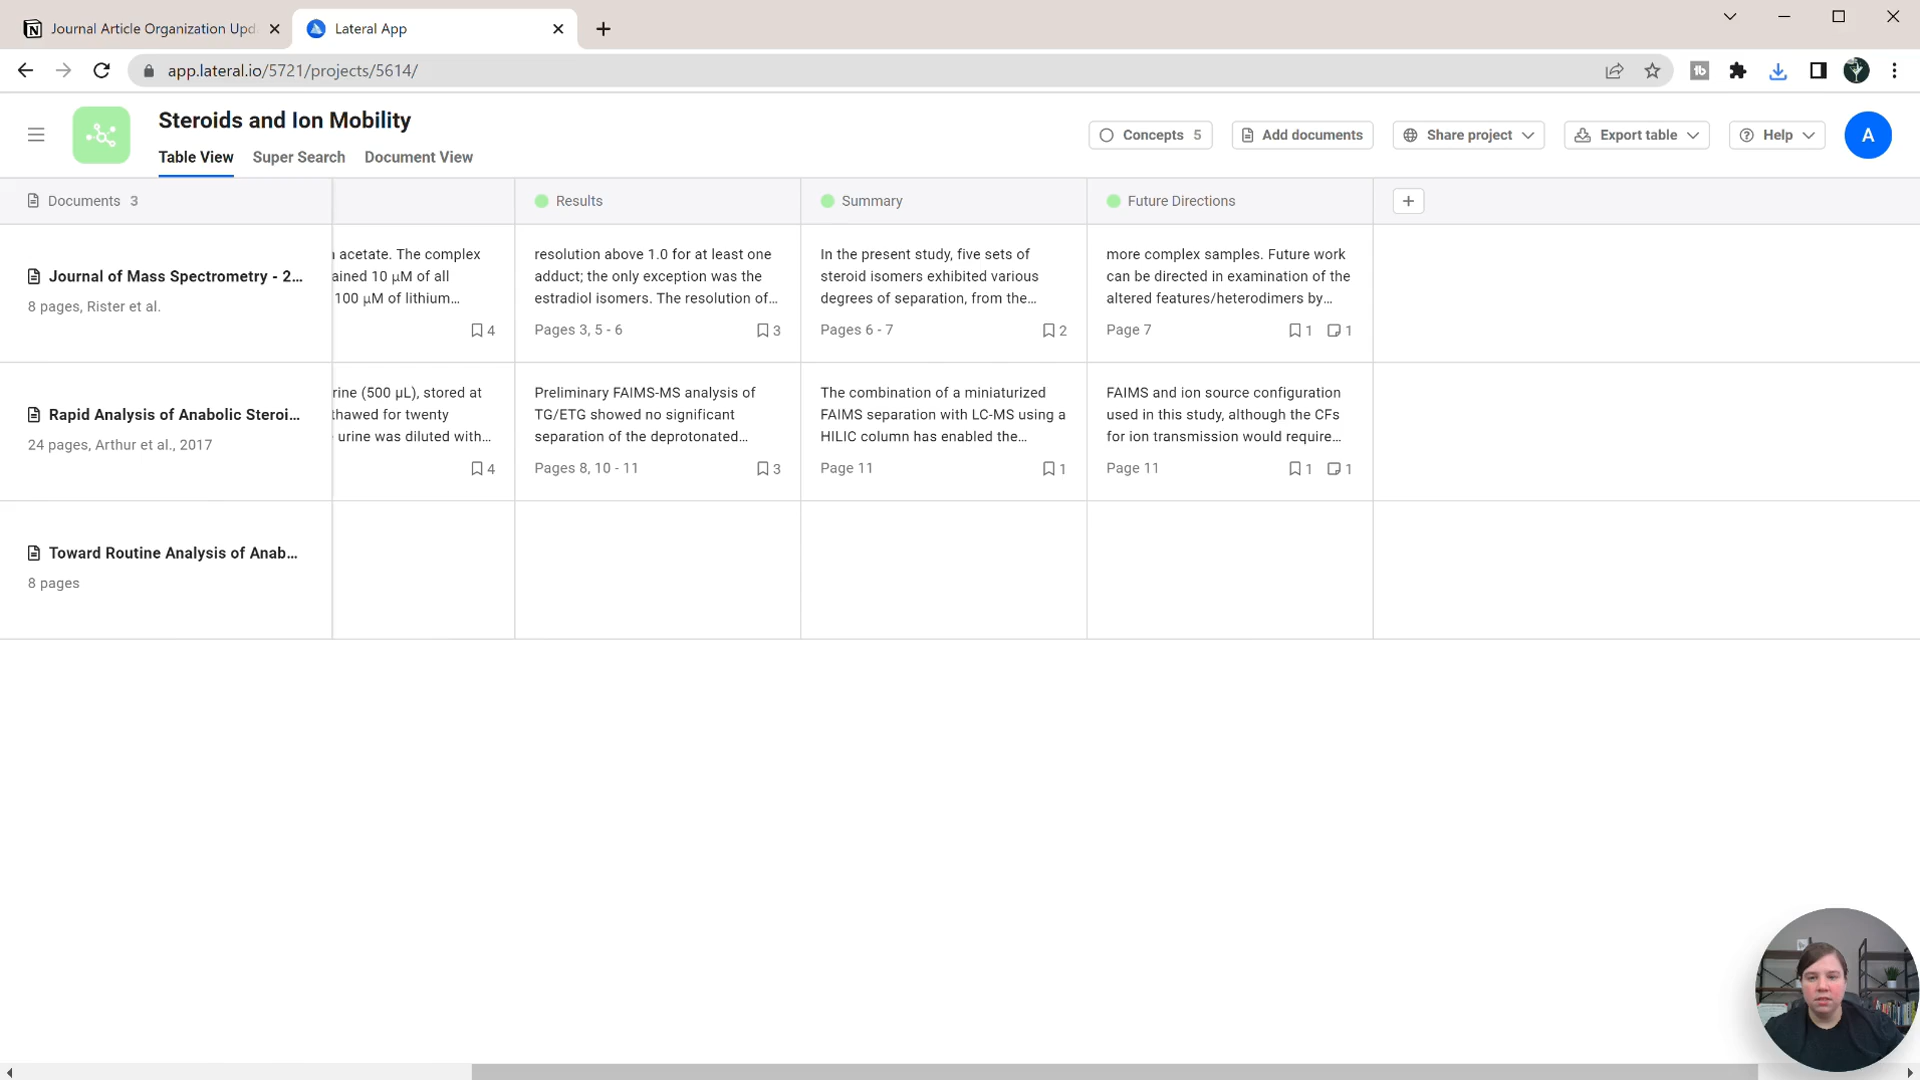 Journal Article Organization Upd
Lateral App
app.lateral.io/5721/projects/5614/
Steroids and Ion Mobility
Table View
Super Search
Document View
Concepts 5
Add documents
Share project
Export table
Help
A
Documents 3
Results
Summary
Future Directions
Journal of Mass Spectrometry - 2...
8 pages, Rister et al.
acetate. The complex
ained 10 µM of all
100 µM of lithium...
4
resolution above 1.0 for at least one
adduct; the only exception was the
estradiol isomers. The resolution of...
Pages 3, 5 - 6
3
In the present study, five sets of
steroid isomers exhibited various
degrees of separation, from the...
Pages 6 - 7
2
more complex samples. Future work
can be directed in examination of the
altered features/heterodimers by...
Page 7
1 1
Rapid Analysis of Anabolic Steroi...
24 pages, Arthur et al., 2017
rine (500 µL), stored at
thawed for twenty
urine was diluted with...
4
Preliminary FAIMS-MS analysis of
TG/ETG showed no significant
separation of the deprotonated...
Pages 8, 10 - 11
3
The combination of a miniaturized
FAIMS separation with LC-MS using a
HILIC column has enabled the...
Page 11
1
FAIMS and ion source configuration
used in this study, although the CFs
for ion transmission would require...
Page 11
1 1
Toward Routine Analysis of Anab...
8 pages